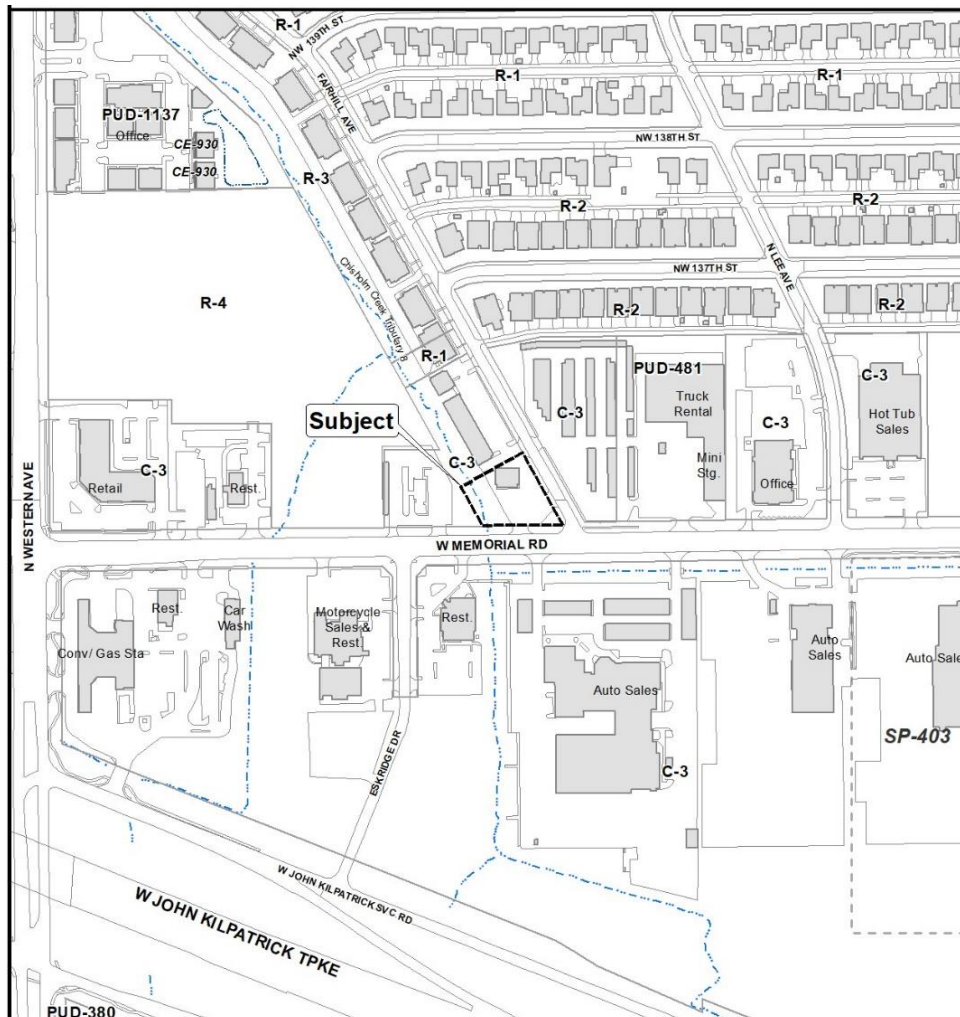 R-1
NW 139TH ST
FAIRHILL AVE
R-1
R-1
PUD-1137
Office
CE-930
CE-930
NW 138TH ST
R-3
R-2
R-2
NW 137TH ST
N LEE AVE
Chisholm Creek Tributary B
R-4
R-2
R-2
R-1
PUD-481
C-3
Truck
Rental
Hot Tub
Sales
Subject
C-3
C-3
C-3
C-3
Retail
Rest.
Mini
Stg.
Office
N WESTERN AVE
W MEMORIAL RD
Rest.
Car
Wash
Motorcycle
Sales &
Rest.
Rest.
Conv/ Gas Sta
Auto Sales
Auto
Sales
Auto Sale
SP-403
ESKRIDGE DR
C-3
W JOHN KILPATRICK SVC RD
W JOHN KILPATRICK TPKE
PUD-380